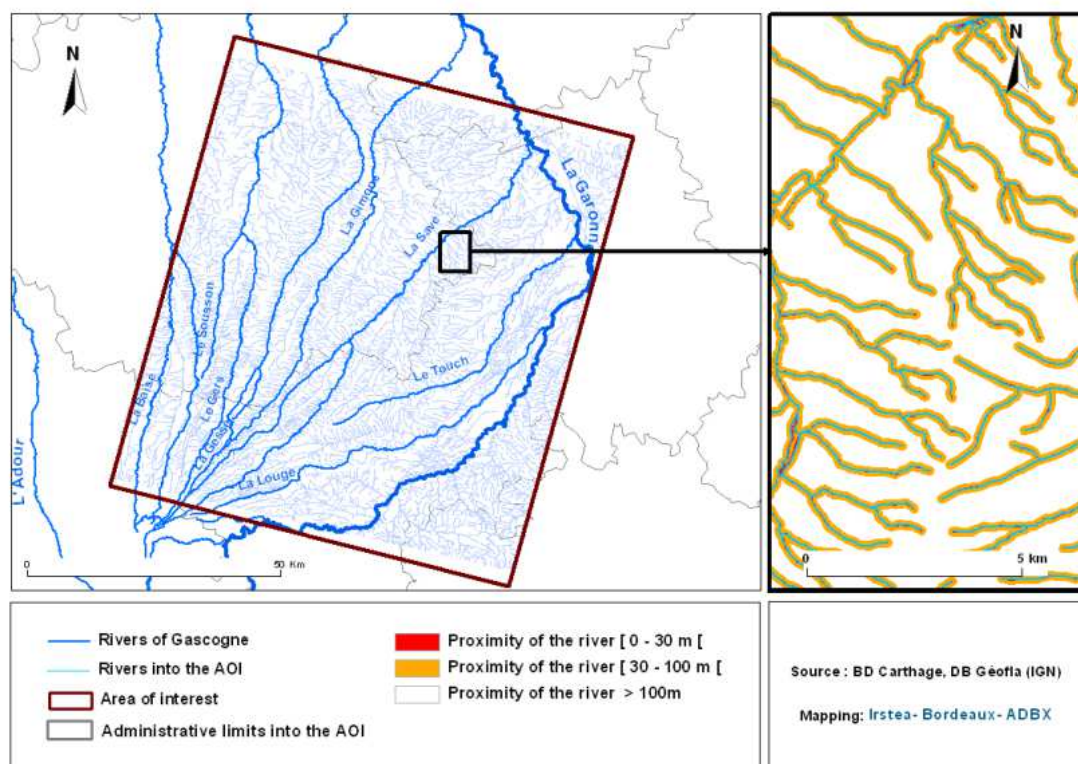 N
La Garonn
La Gimone
La Save
Le Sousson
Le Touch
Le Gers
La Baïse
La Gesse
L'Adour
La Louge
0
50 Km
N
0
5 km
Rivers of Gascogne
Rivers into the AOI
Area of interest
Administrative limits into the AOI
Proximity of the river [ 0 - 30 m [
Proximity of the river [ 30 - 100 m [
Proximity of the river > 100m
Source : BD Carthage, DB Géofla (IGN)
Mapping: Irstea- Bordeaux- ADBX